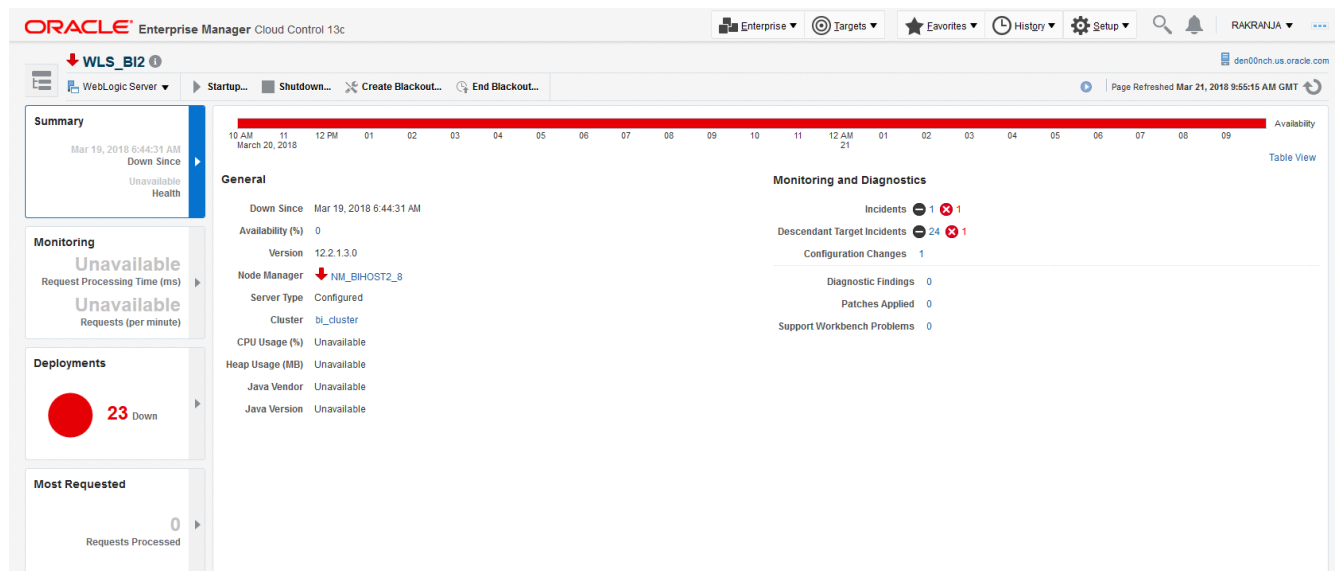 ORACLE® Enterprise Manager Cloud Control 13c
Enterprise ▼ Targets ▼ Favorites ▼ History ▼ Setup ▼ RAKRANJA ▼
WLS_BI2
den00nch.us.oracle.com
WebLogic Server ▼ Startup... Shutdown... Create Blackout... End Blackout...
Page Refreshed Mar 21, 2018 9:55:15 AM GMT
Summary
Mar 19, 2018 6:44:31 AM
Down Since
Unavailable
Health
Monitoring
Unavailable
Request Processing Time (ms)
Unavailable
Requests (per minute)
Deployments
23 Down
Most Requested
0
Requests Processed
Availability
10 AM 11 12 PM 01 02 03 04 05 06 07 08 09 10 11 12 AM 01 02 03 04 05 06 07 08 09
March 20, 2018 21
Table View
General
Down Since Mar 19, 2018 6:44:31 AM
Availability (%) 0
Version 12.2.1.3.0
Node Manager NM_BIHOST2_8
Server Type Configured
Cluster bi_cluster
CPU Usage (%) Unavailable
Heap Usage (MB) Unavailable
Java Vendor Unavailable
Java Version Unavailable
Monitoring and Diagnostics
Incidents 1 1
Descendant Target Incidents 24 1
Configuration Changes 1
Diagnostic Findings 0
Patches Applied 0
Support Workbench Problems 0